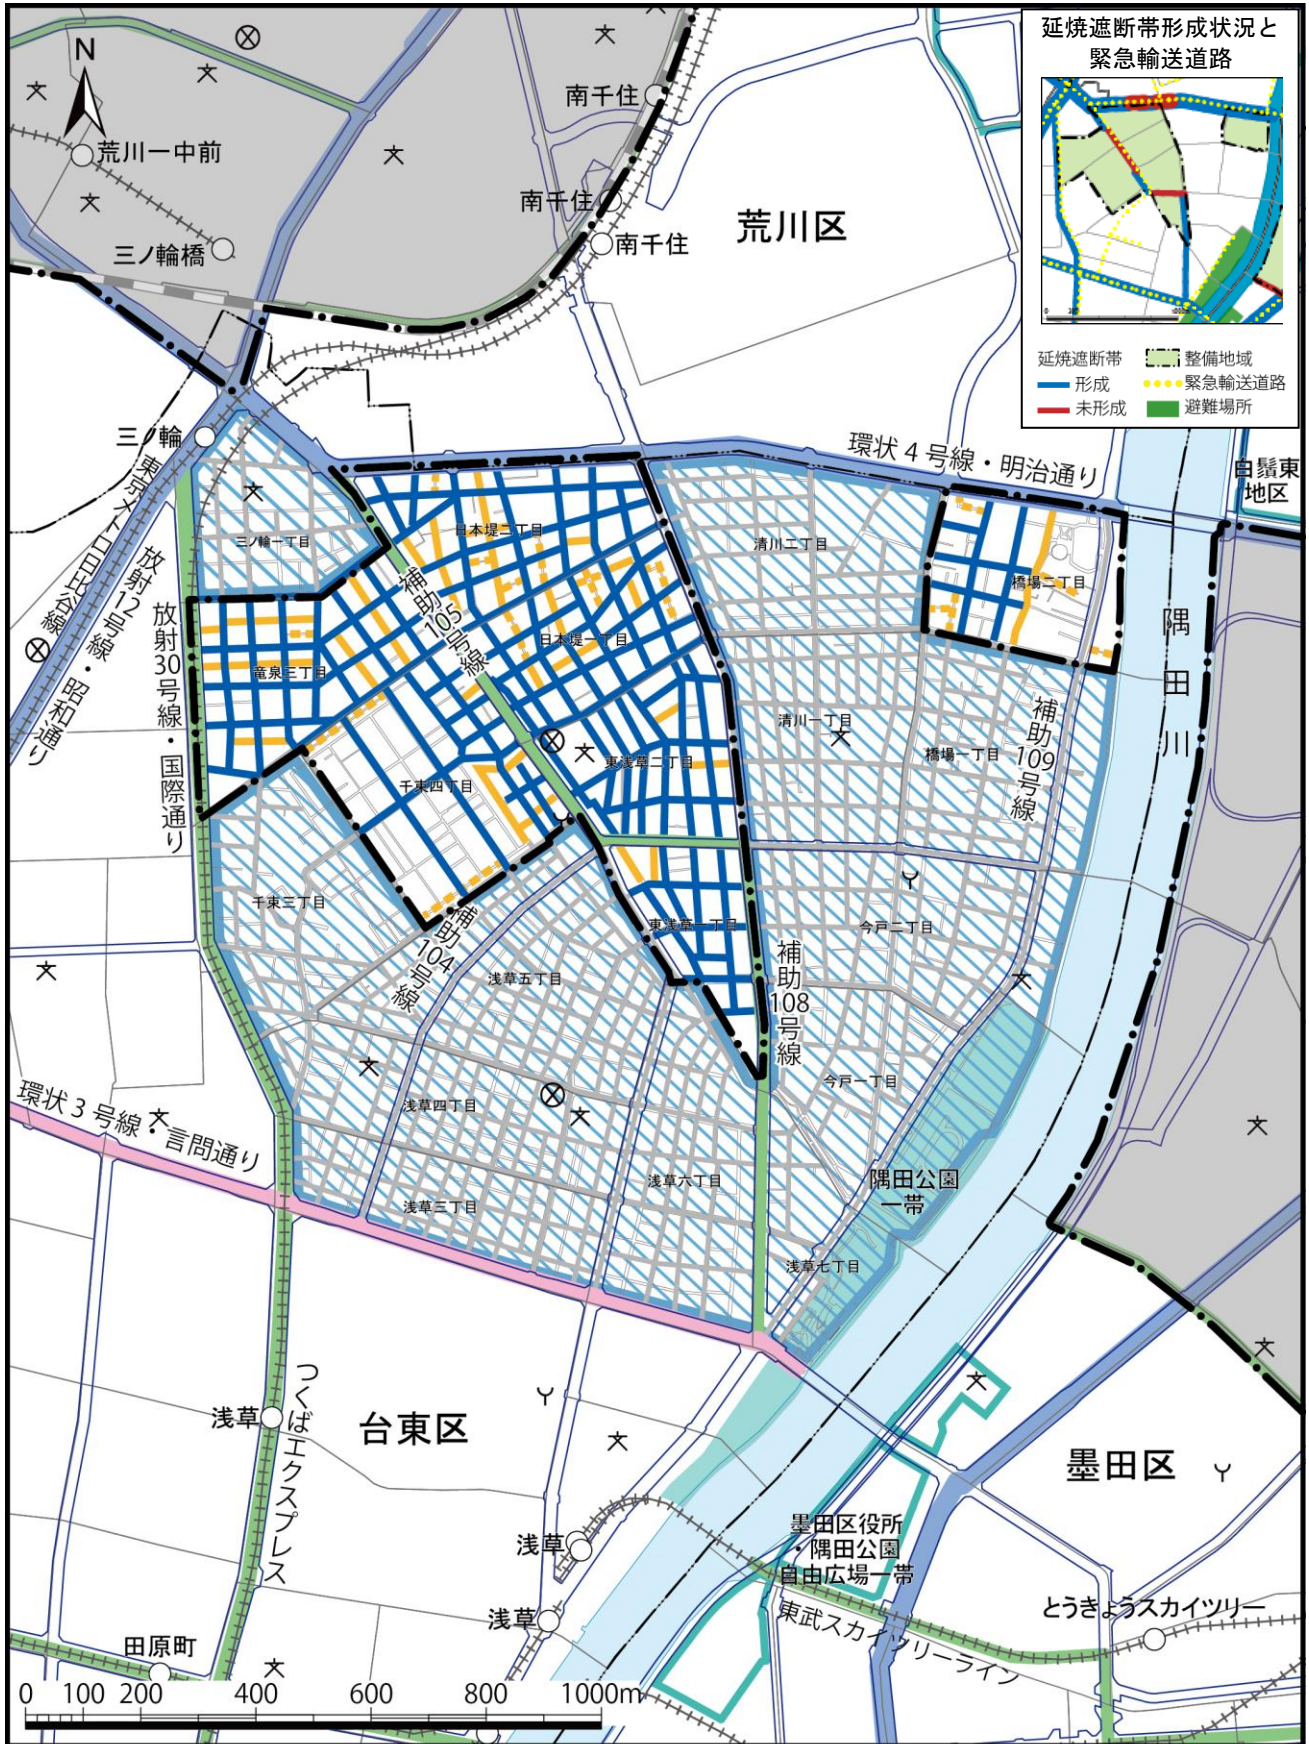 延焼遮断帯形成状況と
緊急輸送道路
延焼遮断帯
形成
未形成
整備地域
緊急輸送道路
避難場所
N
荒川一中前
三ノ輪橋
南千住
南千住
南千住
荒川区
三ノ輪
東京メトロ日比谷線
放射12号線・昭和通り
放射30号線・国際通り
環状4号線・明治通り
白鬚東
地区
三ノ輪一丁目
日本堤二丁目
清川二丁目
橋場二丁目
補助105号線
日本堤一丁目
竜泉三丁目
隅田川
清川一丁目
橋場一丁目
補助109号線
東浅草二丁目
千束四丁目
千束三丁目
補助104号線
東浅草一丁目
今戸二丁目
浅草五丁目
補助108号線
今戸一丁目
環状3号線・言問通り
浅草四丁目
浅草六丁目
浅草三丁目
隅田公園
一帯
浅草七丁目
つくばエクスプレス
浅草
台東区
墨田区
浅草
墨田区役所
・隅田公園
自由広場一帯
浅草
東武スカイツリーライン
とうきょうスカイツリー
田原町
0 100 200 400 600 800 1000m